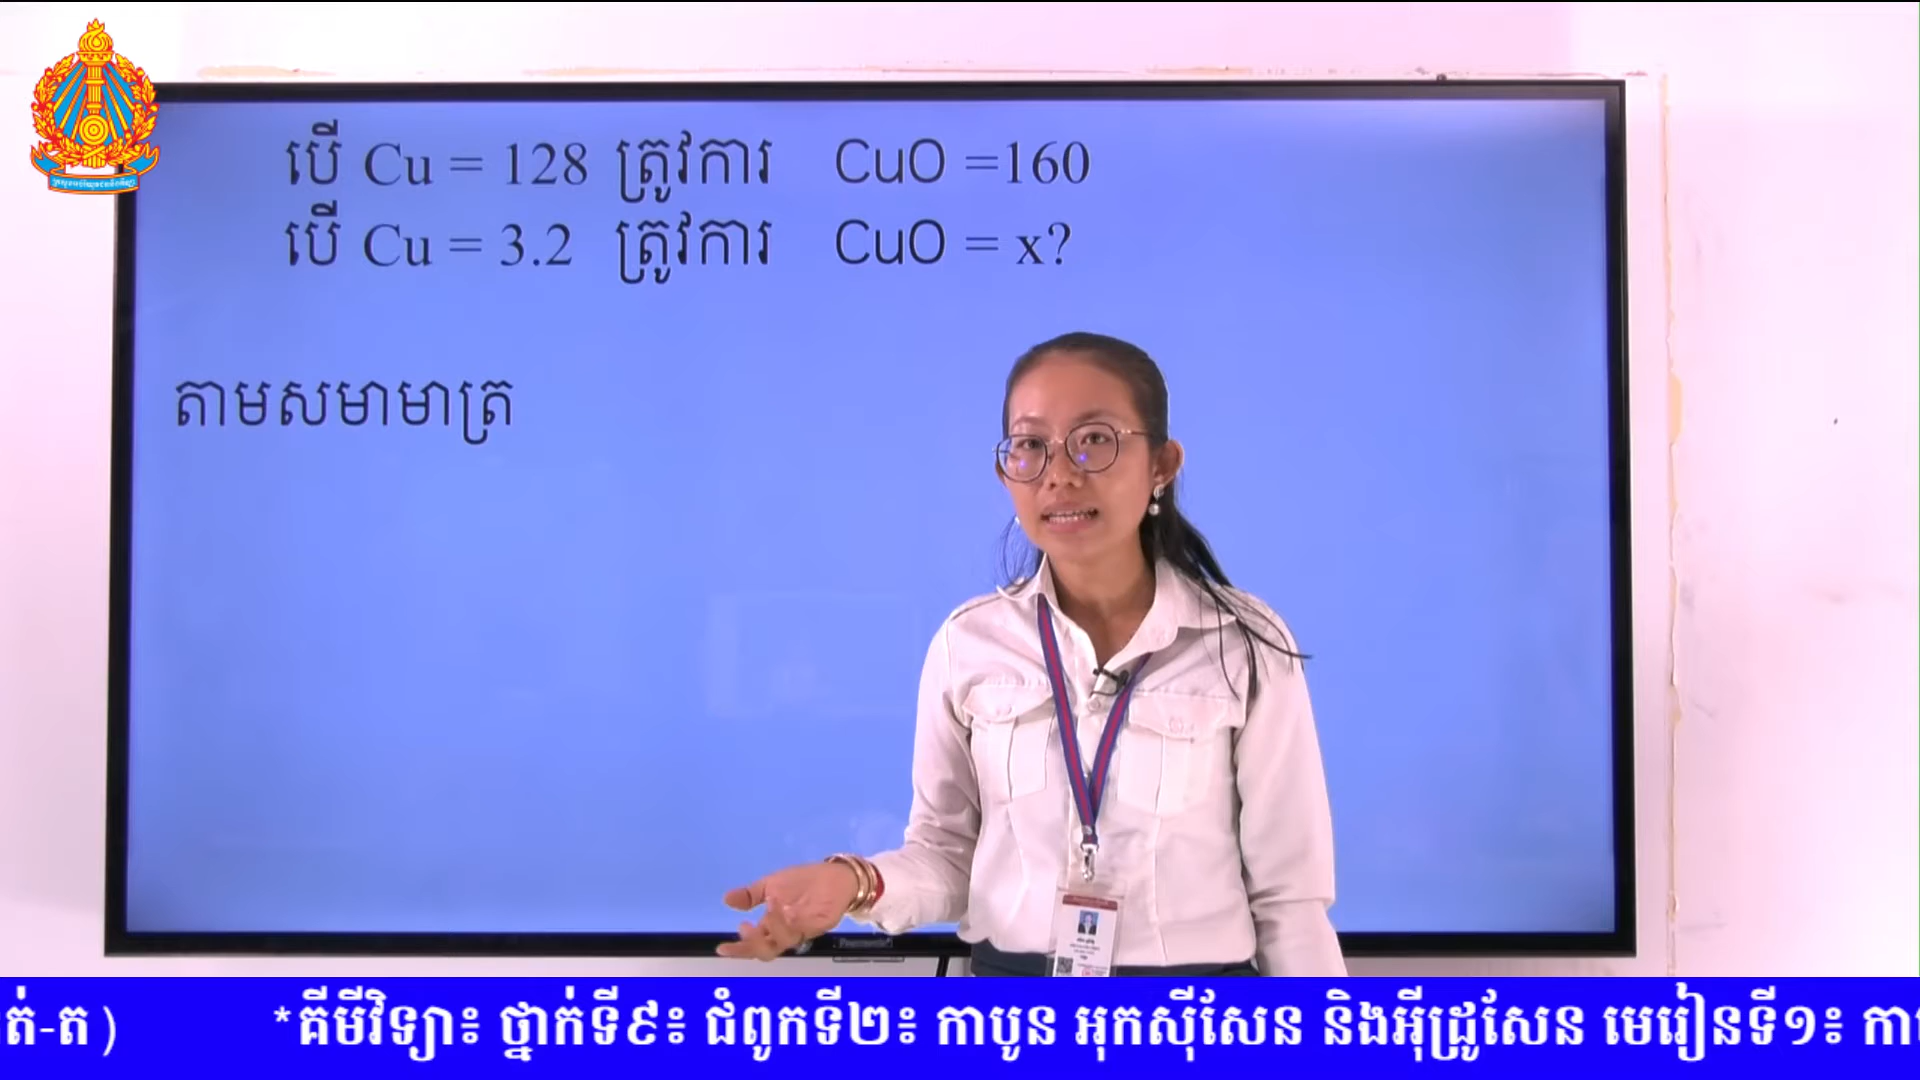 បើ Cu = 128 ត្រូវការ CuO =160
បើ Cu = 3.2 ត្រូវការ CuO = x?
តាមសមាមាត្រ
ត់-ត ) *គីមីវិទ្យា៖ ថ្នាក់ទី៩៖ ជំពូកទី២៖ កាបូន អុកស៊ីសែន និងអ៊ីដ្រូសែន មេរៀនទី១៖ កា